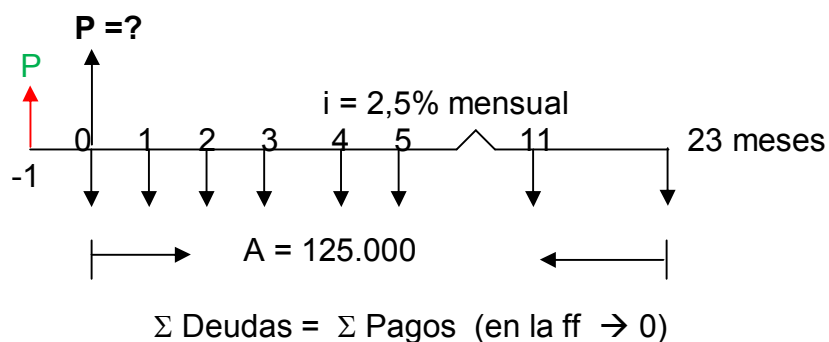 P =?
P
i = 2,5% mensual
0 1 2 3 4 5 11 23 meses
-1
A = 125.000
Σ Deudas = Σ Pagos (en la ff → 0)